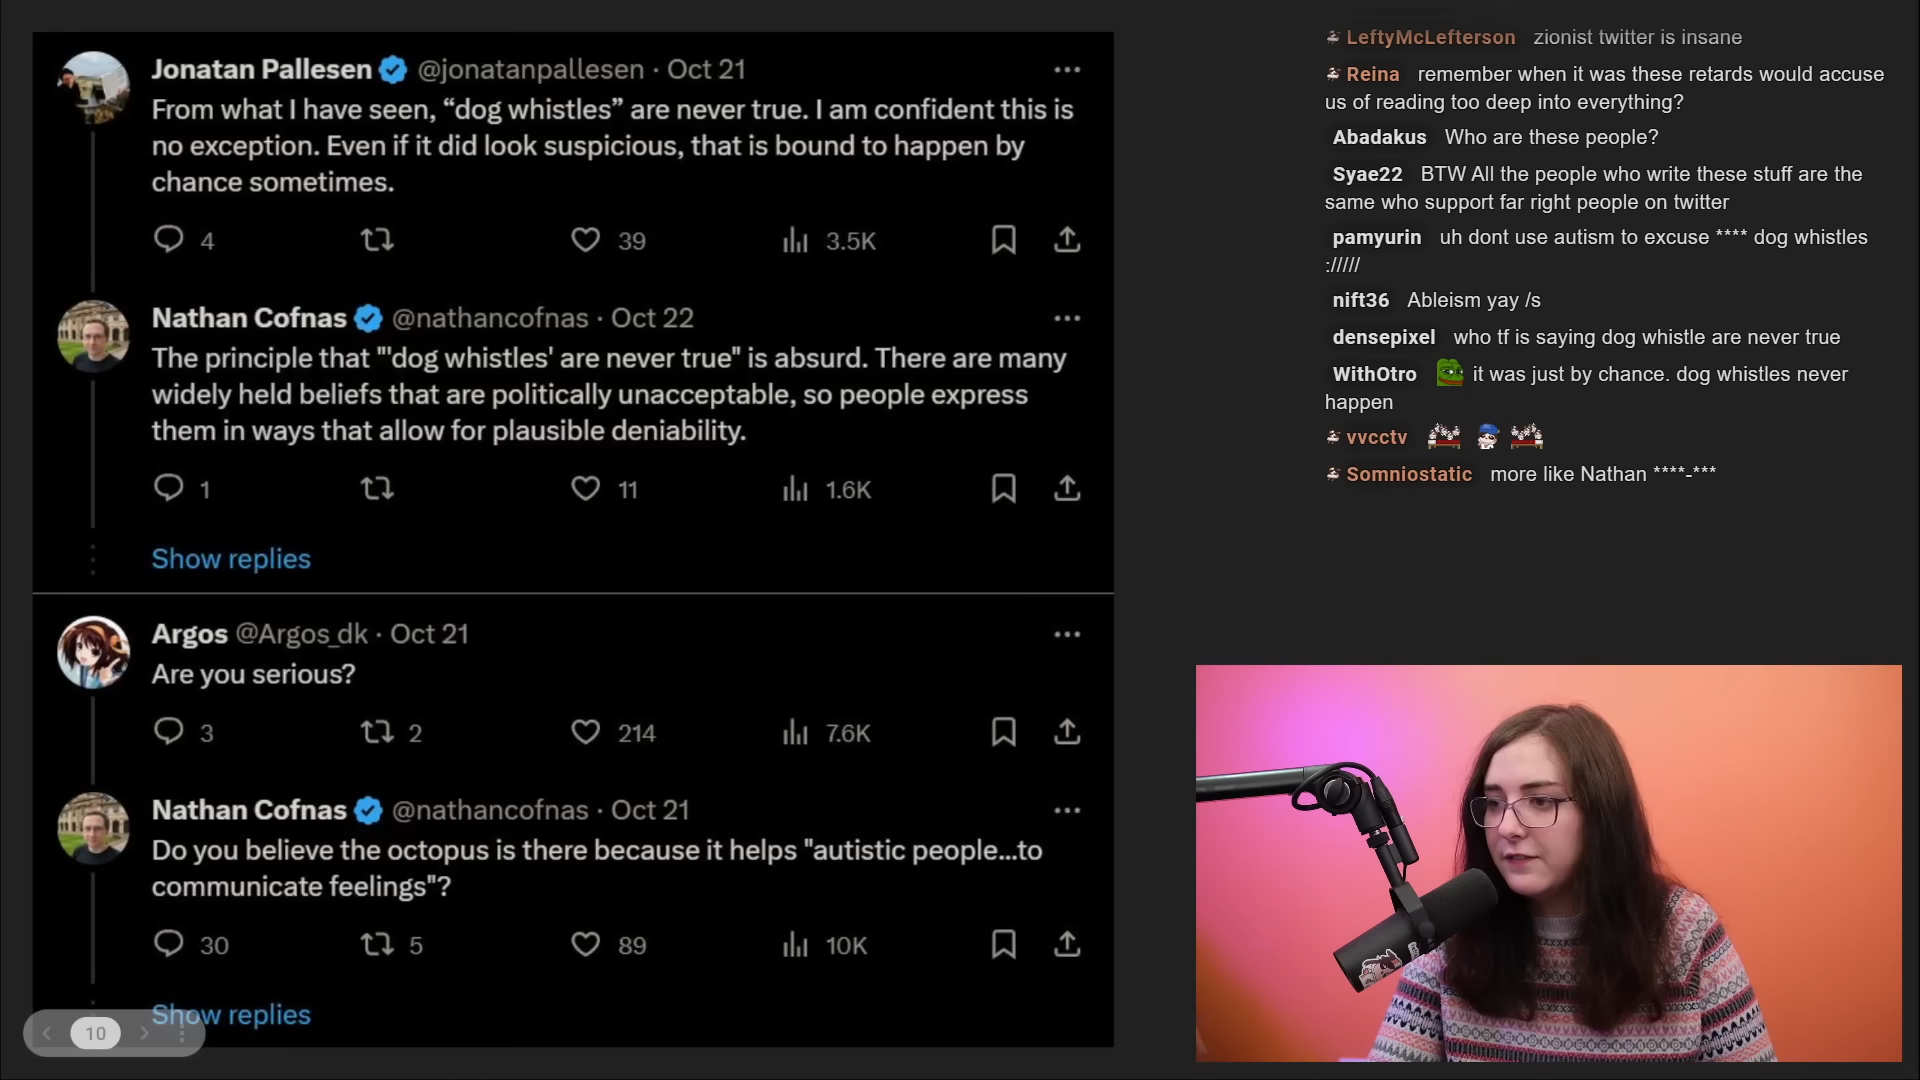 Jonatan Pallesen @jonatanpallesen · Oct 21
From what I have seen, “dog whistles” are never true. I am confident this is
no exception. Even if it did look suspicious, that is bound to happen by
chance sometimes.
4 39 3.5K
Nathan Cofnas @nathancofnas · Oct 22
The principle that "'dog whistles' are never true" is absurd. There are many
widely held beliefs that are politically unacceptable, so people express
them in ways that allow for plausible deniability.
1 11 1.6K
Show replies
Argos @Argos_dk · Oct 21
Are you serious?
3 2 214 7.6K
Nathan Cofnas @nathancofnas · Oct 21
Do you believe the octopus is there because it helps "autistic people...to
communicate feelings"?
30 5 89 10K
Show replies
10
LeftyMcLefterson zionist twitter is insane
Reina remember when it was these retards would accuse
us of reading too deep into everything?
Abadakus Who are these people?
Syae22 BTW All the people who write these stuff are the
same who support far right people on twitter
pamyurin uh dont use autism to excuse **** dog whistles
://///
nift36 Ableism yay /s
densepixel who tf is saying dog whistle are never true
WithOtro it was just by chance. dog whistles never
happen
vvcctv
Somniostatic more like Nathan ****-***